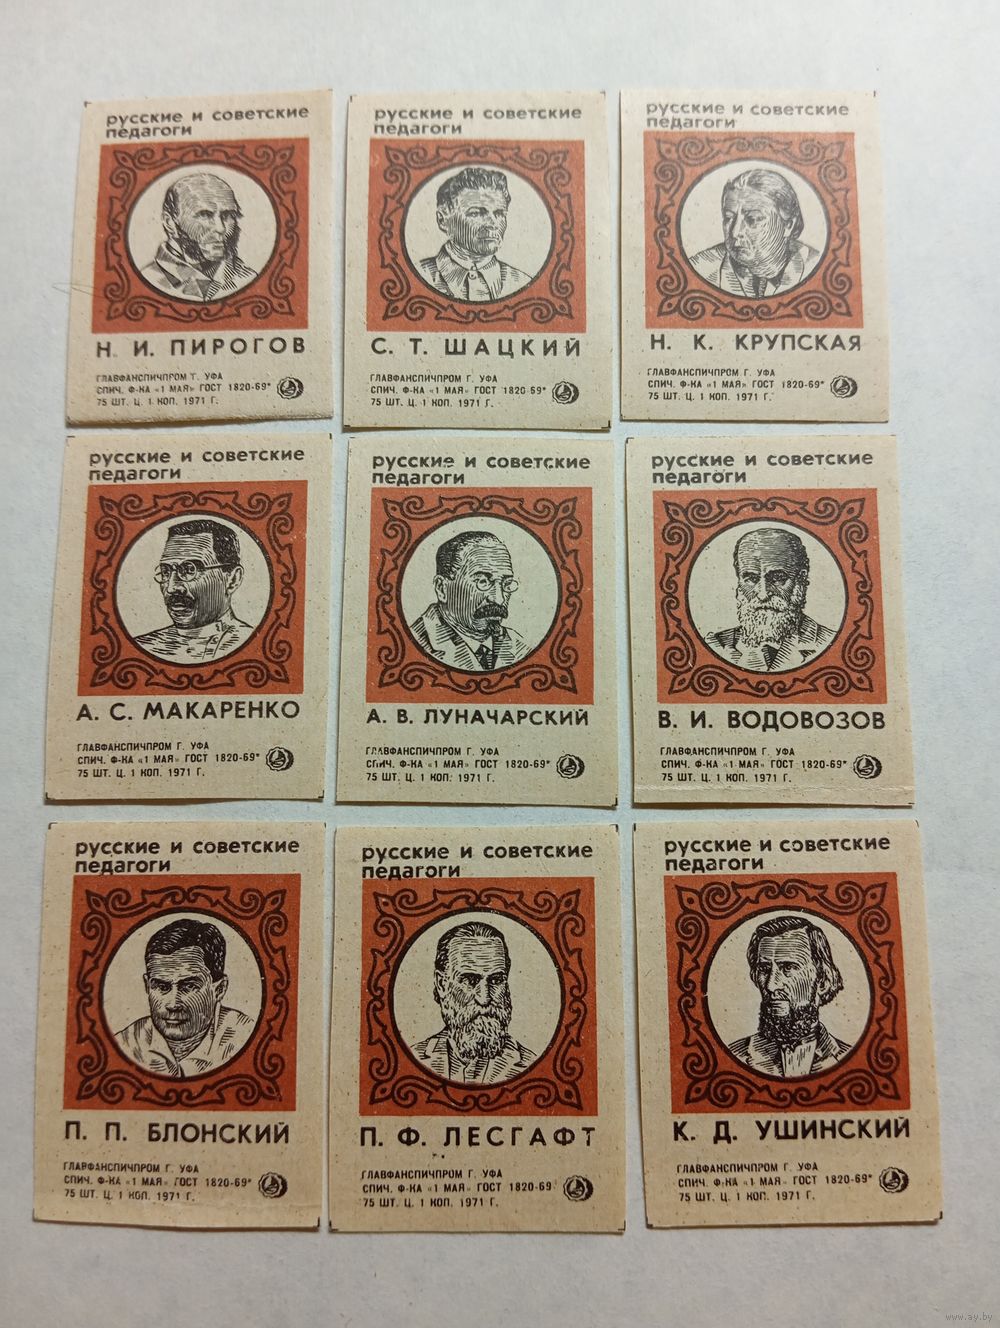 русские и советские
педагоги
Н. И. ПИРОГОВ
ГЛАВФАНСПИЧПРОМ Г. УФА
СПИЧ. Ф-КА «1 МАЯ» ГОСТ 1820-69*
75 ШТ. Ц. 1 КОП. 1971 Г.
русские и советские
педагоги
С. Т. ШАЦКИЙ
ГЛАВФАНСПИЧПРОМ Г. УФА
СПИЧ. Ф-КА «1 МАЯ» ГОСТ 1820-69*
75 ШТ. Ц. 1 КОП. 1971 Г.
русские и советские
педагоги
Н. К. КРУПСКАЯ
ГЛАВФАНСПИЧПРОМ Г. УФА
СПИЧ. Ф-КА «1 МАЯ» ГОСТ 1820-69*
75 ШТ. Ц. 1 КОП. 1971 Г.
русские и советские
педагоги
А. С. МАКАРЕНКО
ГЛАВФАНСПИЧПРОМ Г. УФА
СПИЧ. Ф-КА «1 МАЯ» ГОСТ 1820-69*
75 ШТ. Ц. 1 КОП. 1971 Г.
русские и советские
педагоги
А. В. ЛУНАЧАРСКИЙ
ГЛАВФАНСПИЧПРОМ Г. УФА
СПИЧ. Ф-КА «1 МАЯ» ГОСТ 1820-69*
75 ШТ. Ц. 1 КОП. 1971 Г.
русские и советские
педагоги
В. И. ВОДОВОЗОВ
ГЛАВФАНСПИЧПРОМ Г. УФА
СПИЧ. Ф-КА «1 МАЯ» ГОСТ 1820-69*
75 ШТ. Ц. 1 КОП. 1971 Г.
русские и советские
педагоги
П. П. БЛОНСКИЙ
ГЛАВФАНСПИЧПРОМ Г. УФА
СПИЧ. Ф-КА «1 МАЯ» ГОСТ 1820-69*
75 ШТ. Ц. 1 КОП. 1971 Г.
русские и советские
педагоги
П. Ф. ЛЕСГАФТ
ГЛАВФАНСПИЧПРОМ Г. УФА
СПИЧ. Ф-КА «1 МАЯ» ГОСТ 1820-69
75 ШТ. Ц. 1 КОП. 1971 Г.
русские и советские
педагоги
К. Д. УШИНСКИЙ
ГЛАВФАНСПИЧПРОМ Г. УФА
СПИЧ. Ф-КА «1 МАЯ» ГОСТ 1820-69*
75 ШТ. Ц. 1 КОП. 1971 Г.
www.ay.by